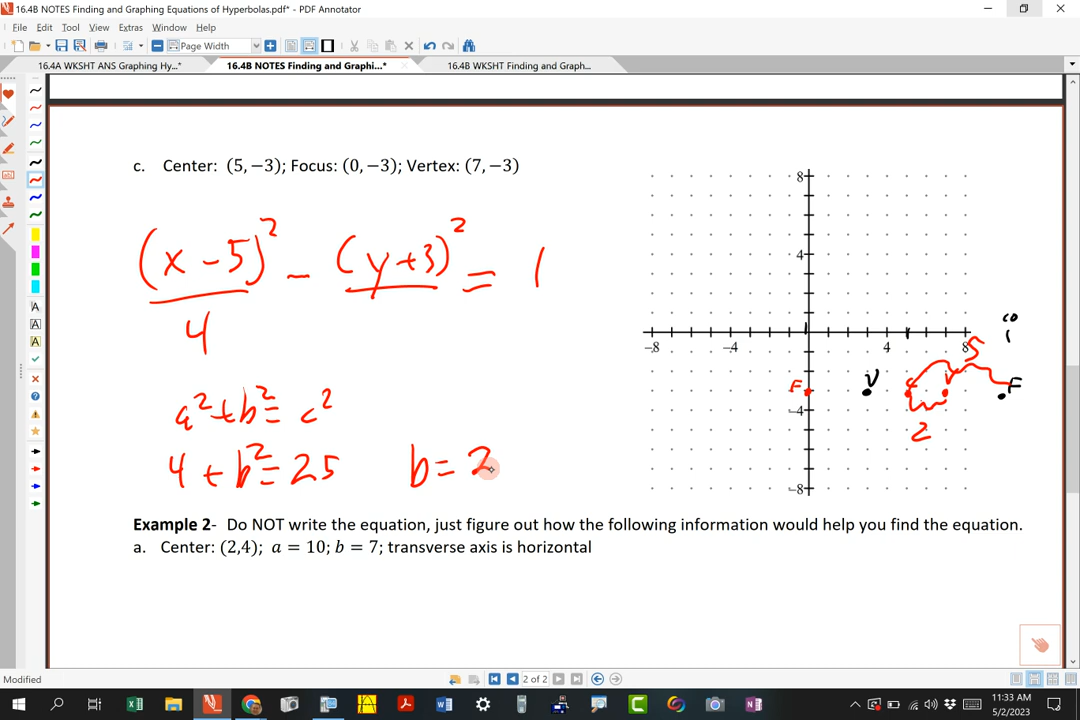 16.4B NOTES Finding and Graphing Equations of Hyperbolas.pdf* - PDF Annotator
File Edit Tool View Extras Window Help
Page Width
16.4A WKSHT ANS Graphing Hy...*
16.4B NOTES Finding and Graphi...*
16.4B WKSHT Finding and Graph...
c. Center: (5, −3); Focus: (0, −3); Vertex: (7, −3)
(x - 5)² - (y + 3)² = 1
4
a² + b² = c²
4 + b² = 25 b = 2
8
4
-8 -4 4 8
-4
-8
F V V F
5
2
Example 2- Do NOT write the equation, just figure out how the following information would help you find the equation.
a. Center: (2,4); a = 10; b = 7; transverse axis is horizontal
Modified
2 of 2
11:33 AM
5/2/2023